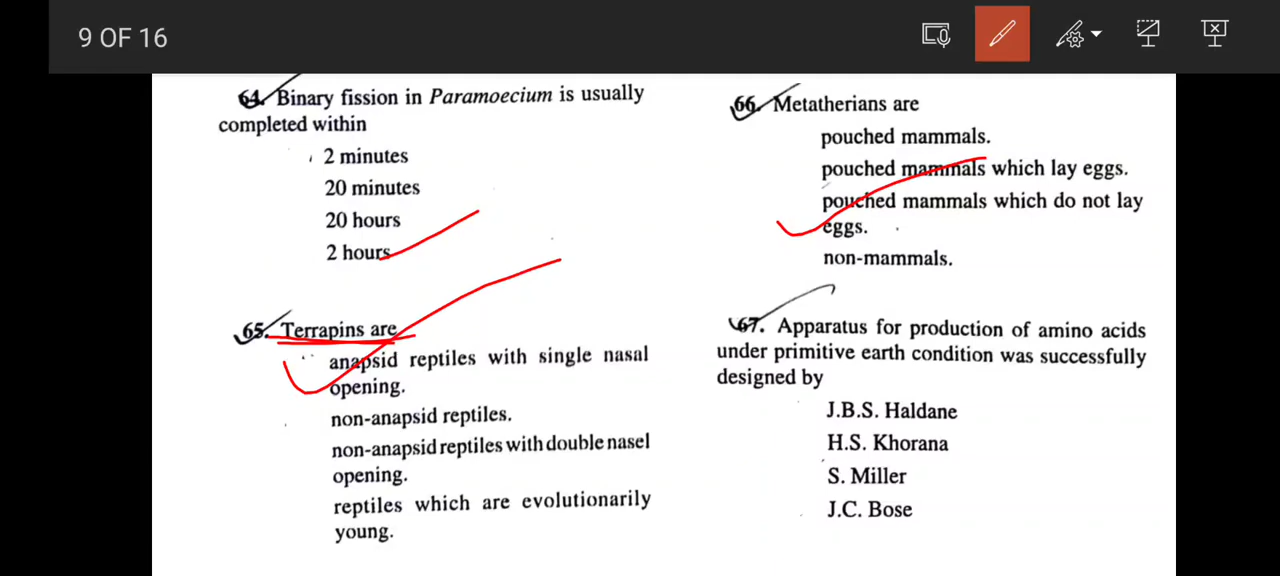 9 OF 16
64. Binary fission in Paramoecium is usually
completed within
2 minutes
20 minutes
20 hours
2 hours
65. Terrapins are
anapsid reptiles with single nasal
opening.
non-anapsid reptiles.
non-anapsid reptiles with double nasel
opening.
reptiles which are evolutionarily
young.
66. Metatherians are
pouched mammals.
pouched mammals which lay eggs.
pouched mammals which do not lay
eggs.
non-mammals.
67. Apparatus for production of amino acids
under primitive earth condition was successfully
designed by
J.B.S. Haldane
H.S. Khorana
S. Miller
J.C. Bose